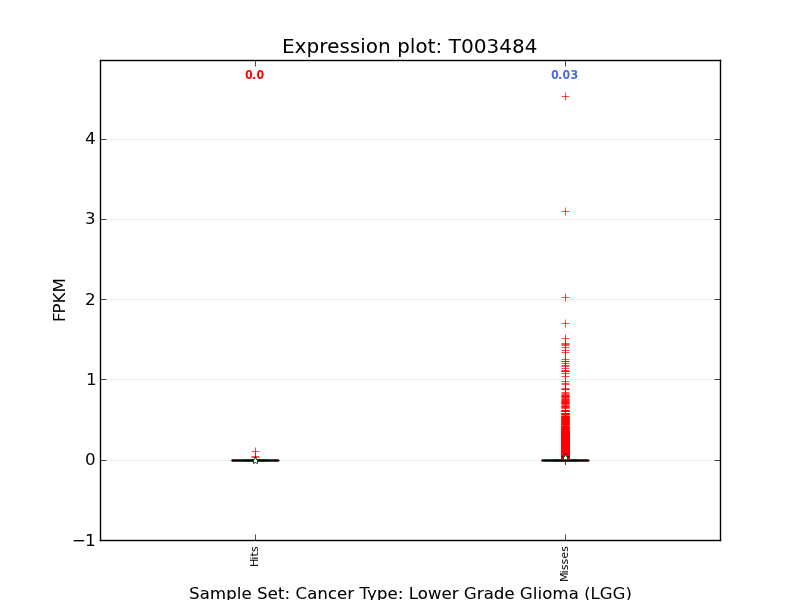 Expression plot: T003484
0.0
0.03
4
3
2
1
0
−1
FPKM
Hits
Misses
Sample Set: Cancer Type: Lower Grade Glioma (LGG)